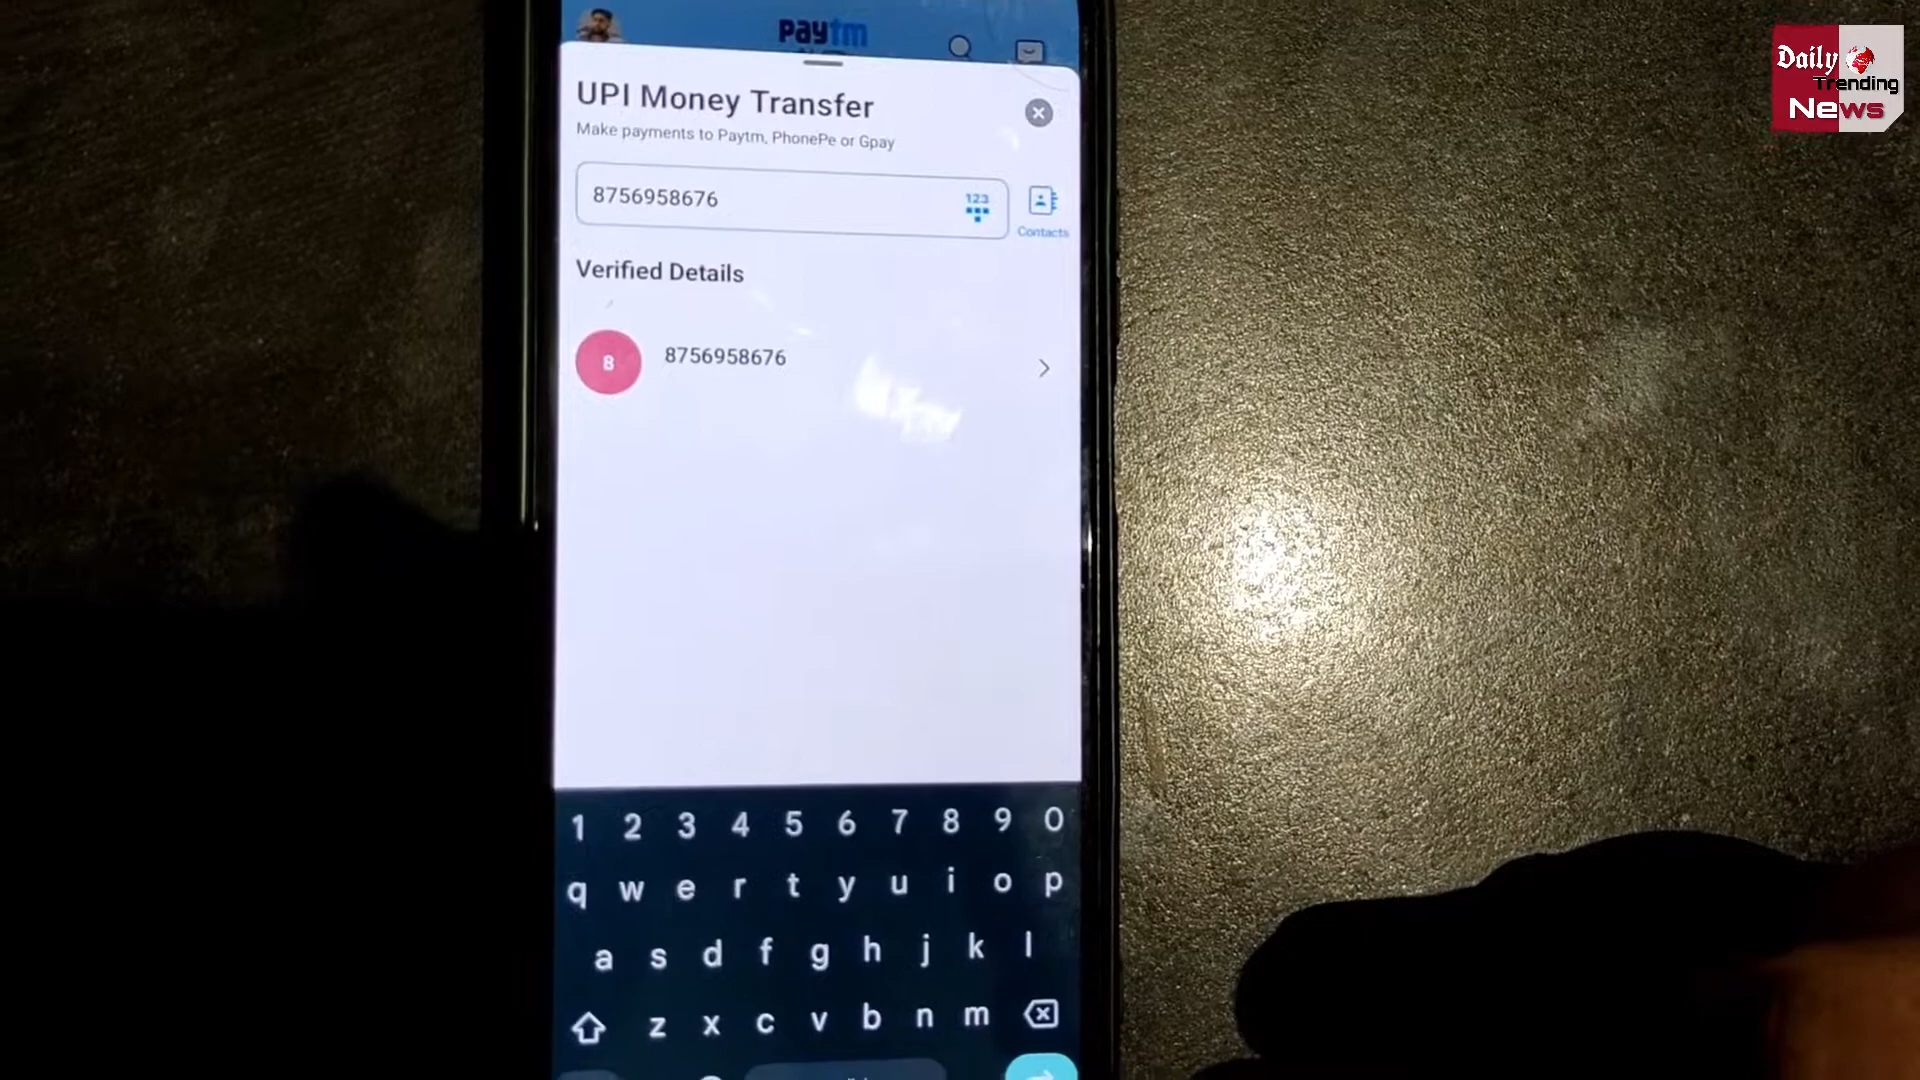 paytm
Daily
Trending
News
UPI Money Transfer
Make payments to Paytm, PhonePe or Gpay
8756958676
123
Contacts
Verified Details
8
8756958676
1 2 3 4 5 6 7 8 9 0
q w e r t y u i o p
a s d f g h j k l
z x c v b n m